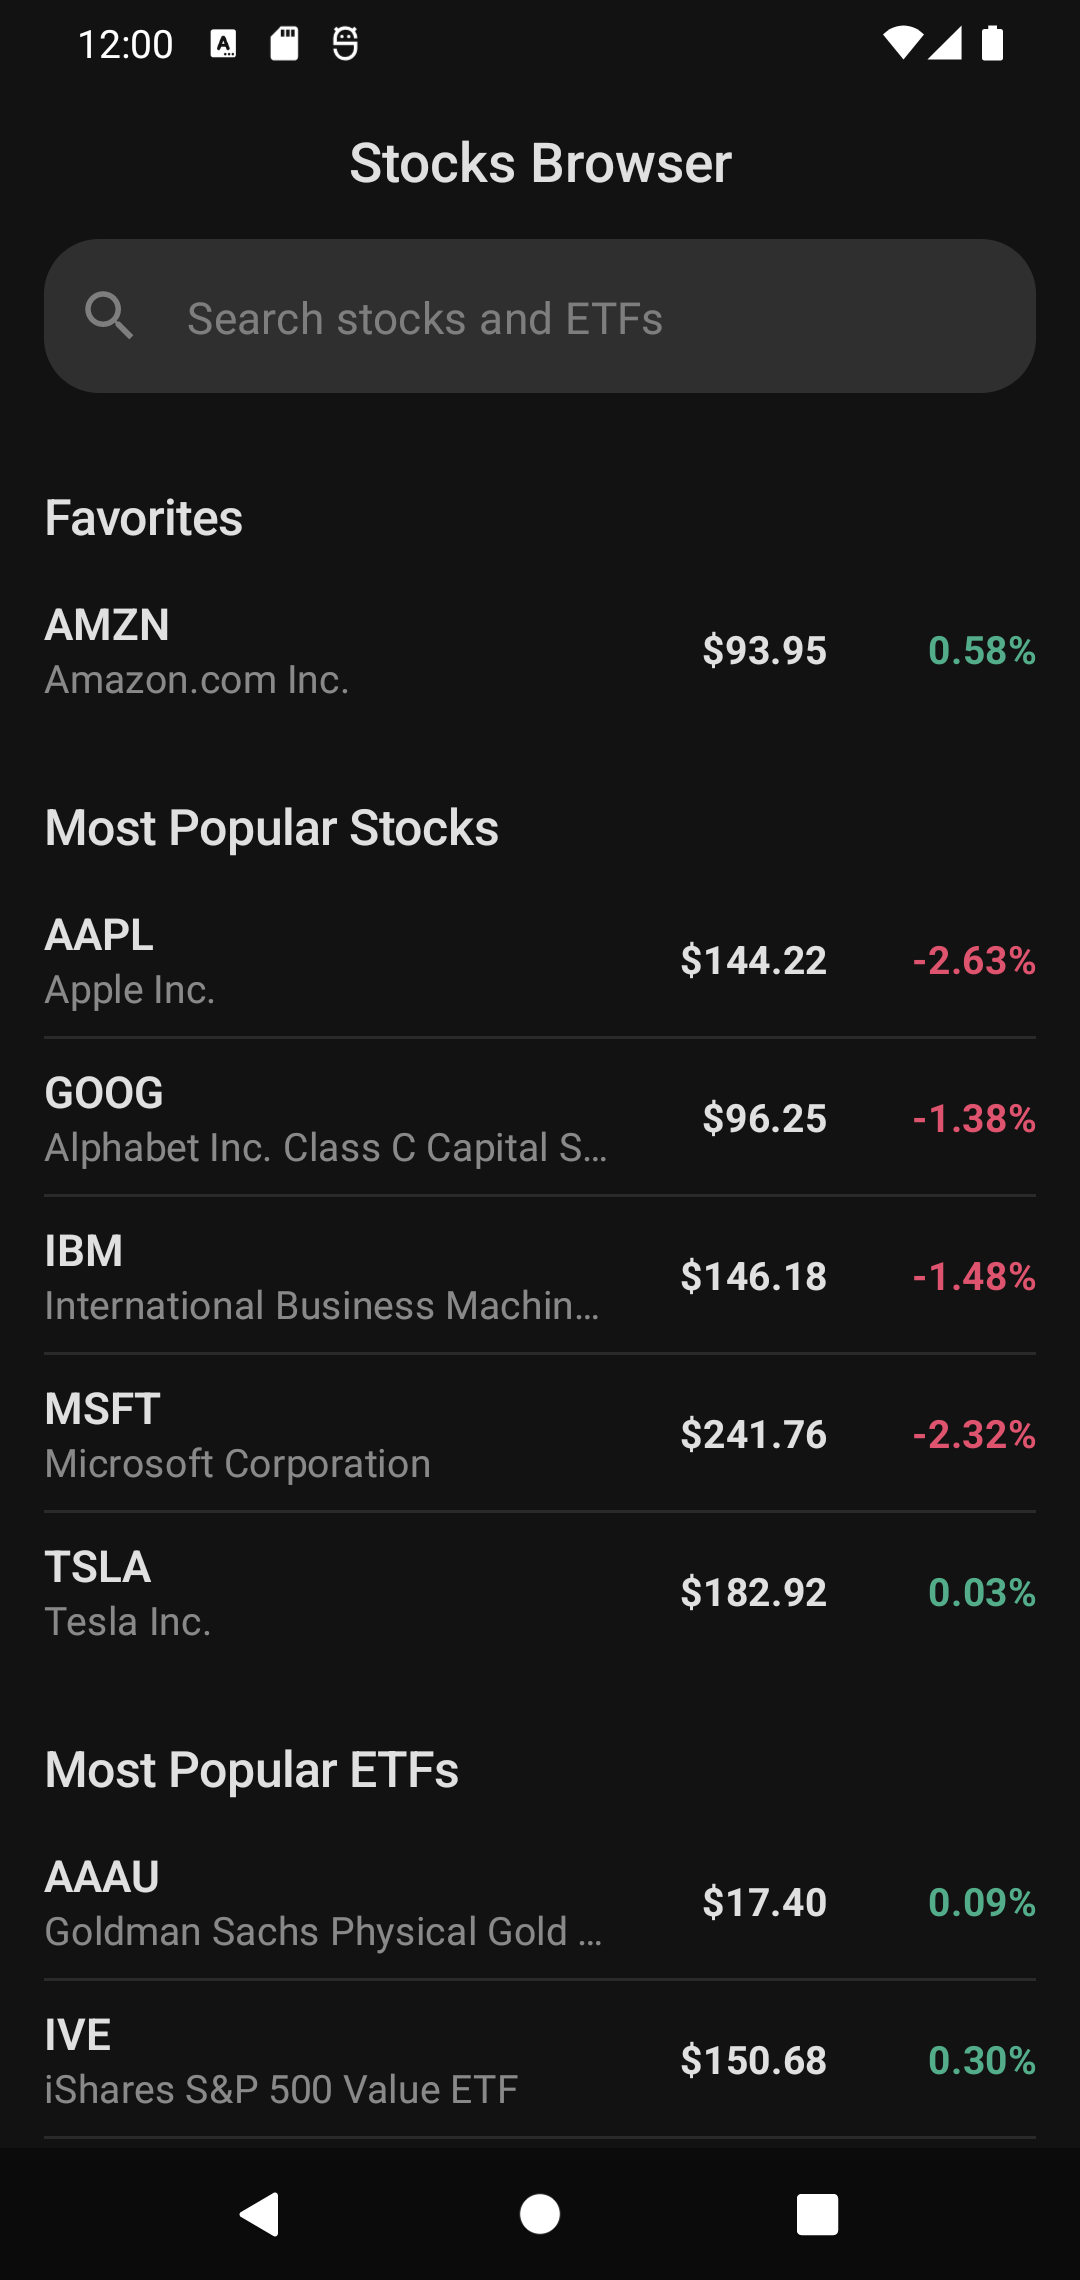 12:00
Stocks Browser
Search stocks and ETFs
Favorites
AMZN
Amazon.com Inc.
$93.95
0.58%
Most Popular Stocks
AAPL
Apple Inc.
$144.22
-2.63%
GOOG
Alphabet Inc. Class C Capital S...
$96.25
-1.38%
IBM
International Business Machin...
$146.18
-1.48%
MSFT
Microsoft Corporation
$241.76
-2.32%
TSLA
Tesla Inc.
$182.92
0.03%
Most Popular ETFs
AAAU
Goldman Sachs Physical Gold ...
$17.40
0.09%
IVE
iShares S&P 500 Value ETF
$150.68
0.30%